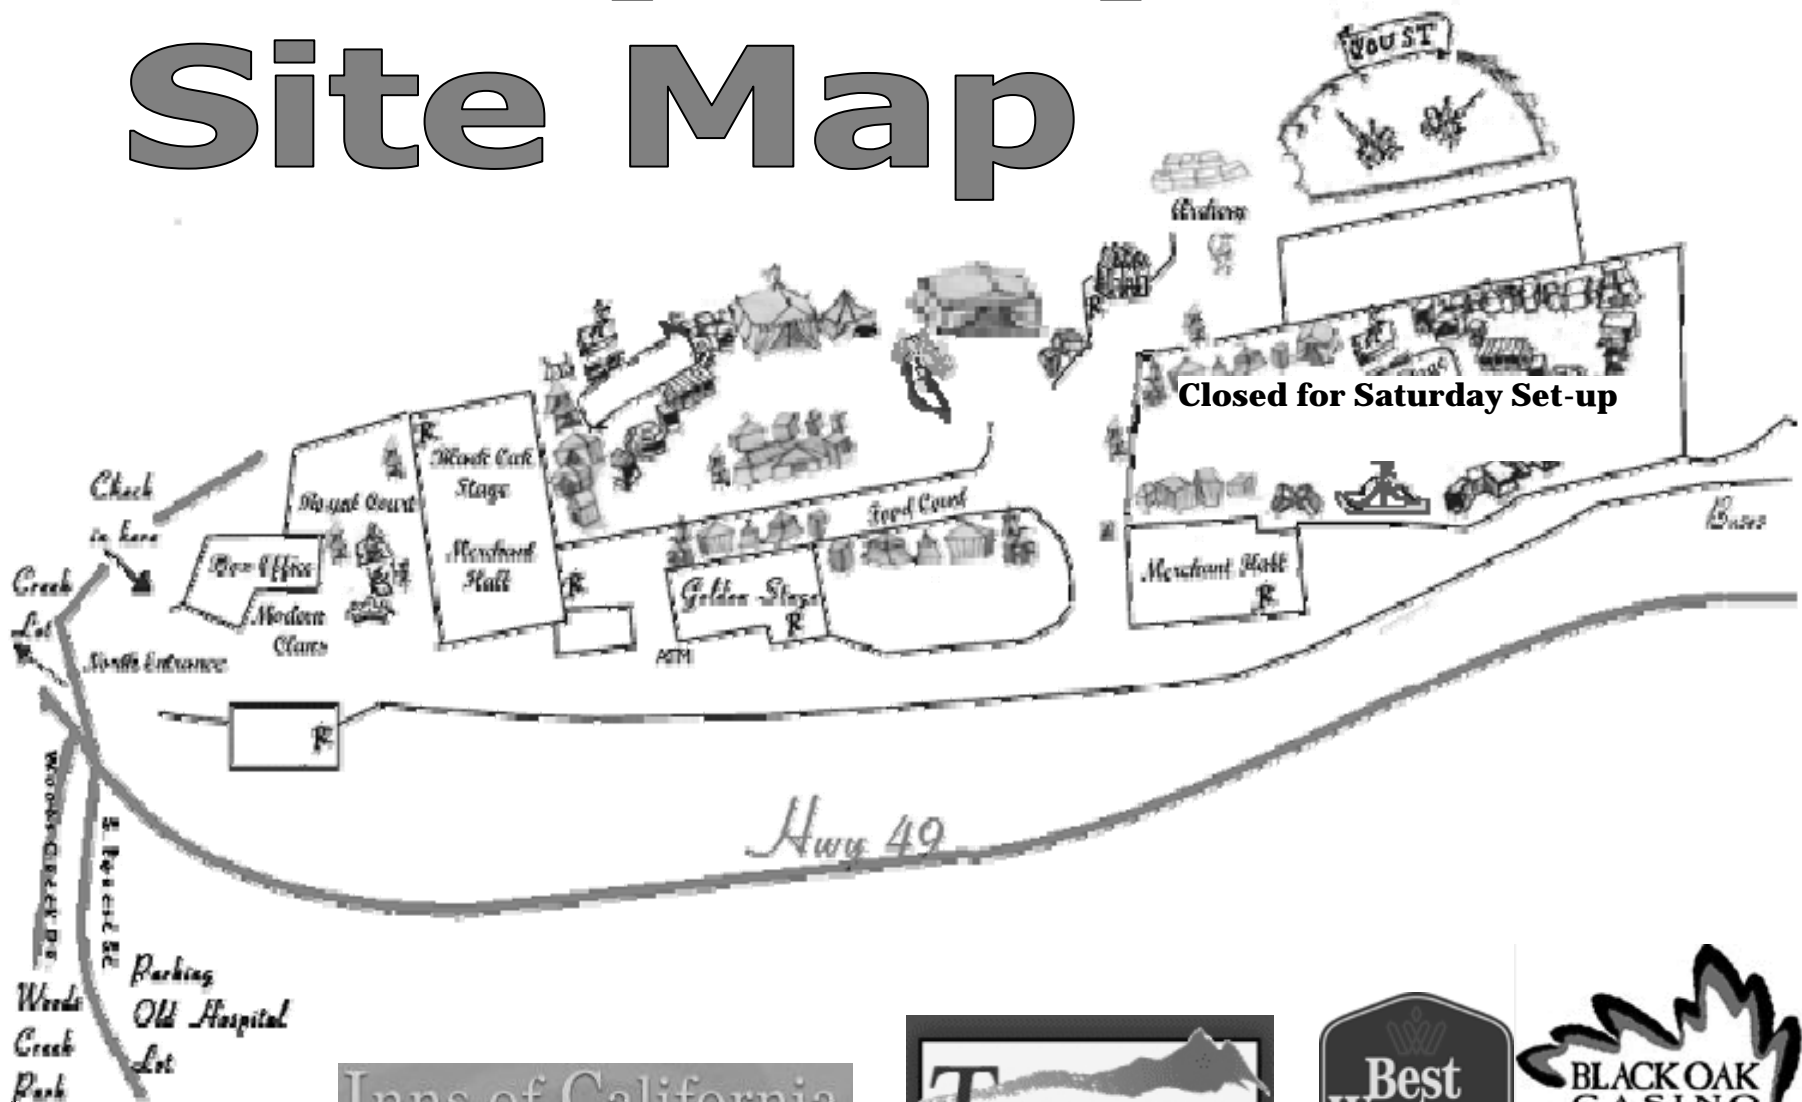 Site Map
JOUST
Archery
Closed for Saturday Set-up
Black Oak
Stage
Royal Court
Check
in here
Food Court
Buses
Box Office
Merchant
Hall
Merchant Hall
Golden Stage
Creek
Lot
Modern
Clans
North Entrance
ATM
R
R
R
R
R
R
Hwy 49
Woods Creek Dr
S. Forest St
Parking
Old Hospital
Lot
Woods
Creek
Park
Inns of California
Best
BLACK OAK
CASINO